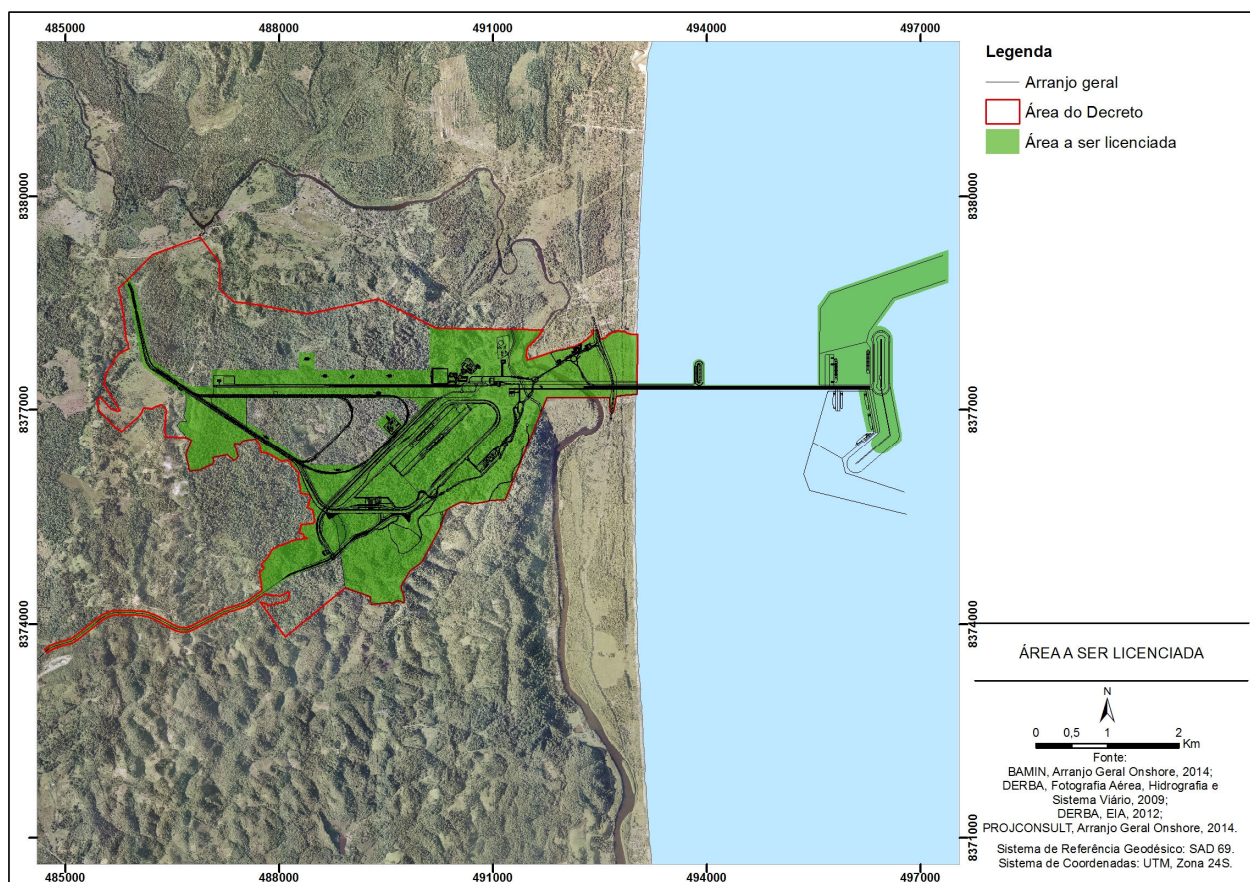 485000 488000 491000 494000 497000
Legenda
Arranjo geral
Área do Decreto
Área a ser licenciada
8380000 8380000
8377000 8377000
8374000 8374000
8371000
ÁREA A SER LICENCIADA
N
0 0,5 1 2
Km
Fonte:
BAMIN, Arranjo Geral Onshore, 2014;
DERBA, Fotografia Aérea, Hidrografia e
Sistema Viário, 2009;
DERBA, EIA, 2012;
PROJCONSULT, Arranjo Geral Onshore, 2014.
Sistema de Referência Geodésico: SAD 69.
Sistema de Coordenadas: UTM, Zona 24S.
485000 488000 491000 494000 497000